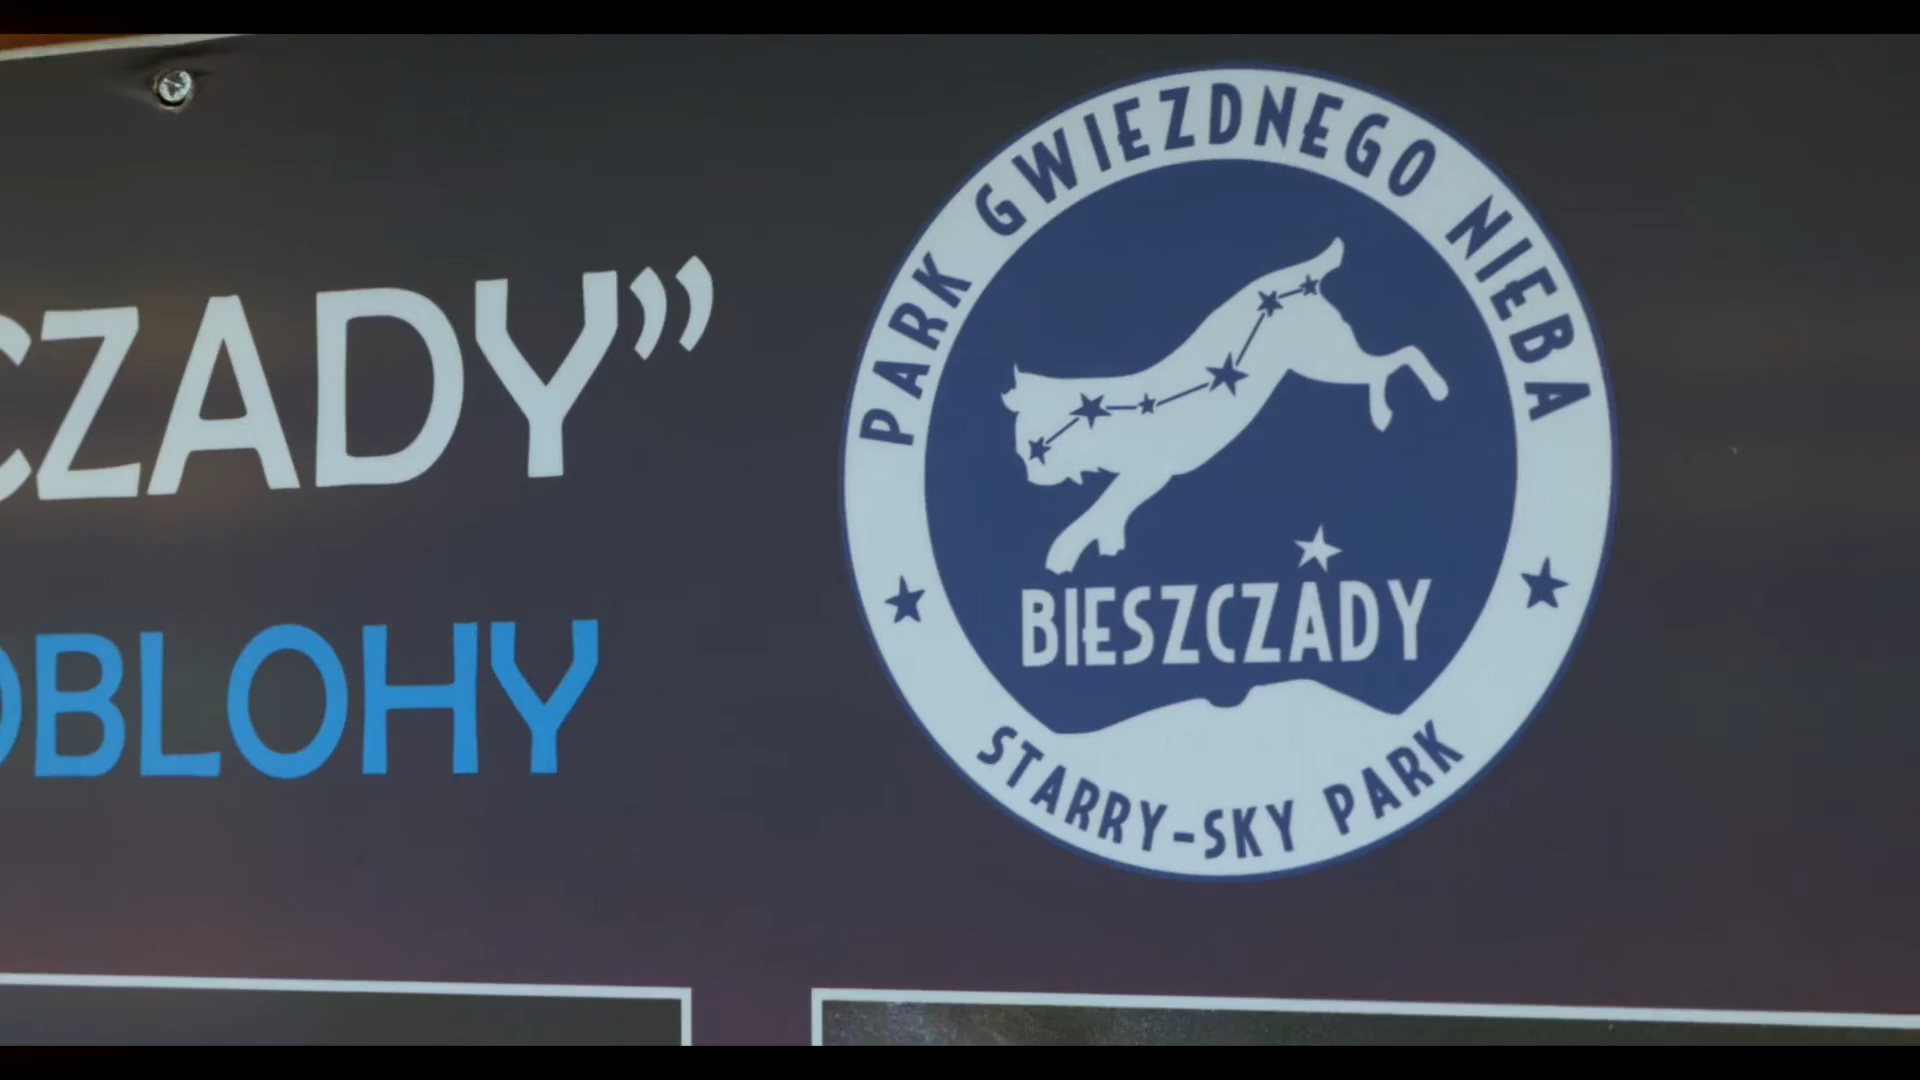 CZADY”
OBLOHY
PARK GWIEZDNEGO NIEBA
BIESZCZADY
STARRY-SKY PARK